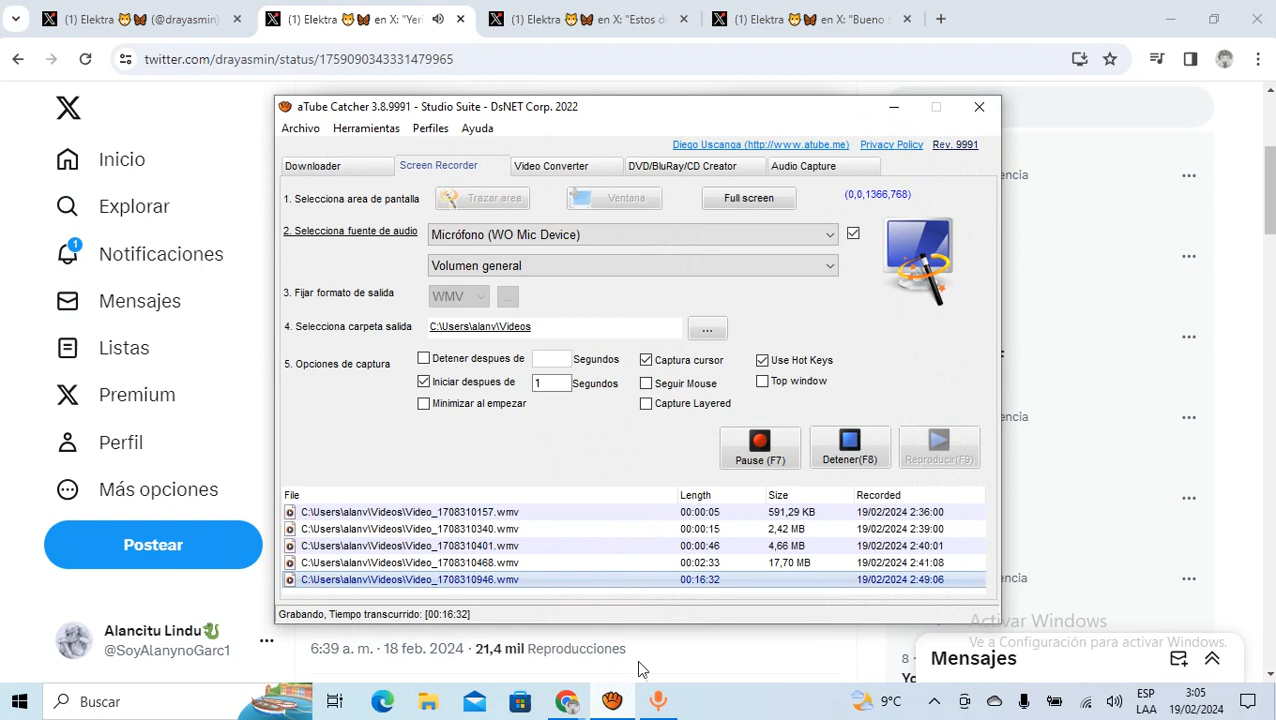 (1) Elektra 🐯🦋 (@drayasmin)
(1) Elektra 🐯🦋 en X: "Yer
(1) Elektra 🐯🦋 en X: "Estos d
(1) Elektra 🐯🦋 en X: "Bueno s
twitter.com/drayasmin/status/1759090343331479965
Inicio
Explorar
1
Notificaciones
Mensajes
Listas
Premium
Perfil
Más opciones
Postear
Alancitu Lindu🐉
@SoyAlanynoGarc1
aTube Catcher 3.8.9991 - Studio Suite - DsNET Corp. 2022
Archivo Herramientas Perfiles Ayuda
Diego Uscanga (http://www.atube.me) Privacy Policy Rev. 9991
Downloader Screen Recorder Video Converter DVD/BluRay/CD Creator Audio Capture
1. Selecciona area de pantalla Trazar area Ventana Full screen (0,0,1366,768)
2. Selecciona fuente de audio Micrófono (WO Mic Device)
Volumen general
3. Fijar formato de salida WMV ...
4. Selecciona carpeta salida C:\Users\alanv\Videos ...
5. Opciones de captura Detener despues de Segundos Captura cursor Use Hot Keys
Iniciar despues de 1 Segundos Seguir Mouse Top window
Minimizar al empezar Capture Layered
Pause (F7) Detener(F8) Reproducir(F9)
File Length Size Recorded
C:\Users\alanv\Videos\Video_1708310157.wmv 00:00:05 591,29 KB 19/02/2024 2:36:00
C:\Users\alanv\Videos\Video_1708310340.wmv 00:00:15 2,42 MB 19/02/2024 2:39:00
C:\Users\alanv\Videos\Video_1708310401.wmv 00:00:46 4,66 MB 19/02/2024 2:40:01
C:\Users\alanv\Videos\Video_1708310468.wmv 00:02:33 17,70 MB 19/02/2024 2:41:08
C:\Users\alanv\Videos\Video_1708310946.wmv 00:16:32 19/02/2024 2:49:06
Grabando, Tiempo transcurrido: [00:16:32]
6:39 a. m. · 18 feb. 2024 · 21,4 mil Reproducciones
encia
encia
encia
encia
encia
Activar Windows
Ve a Configuración para activar Windows.
Mensajes
Buscar
9°C
ESP
LAA
3:05
19/02/2024